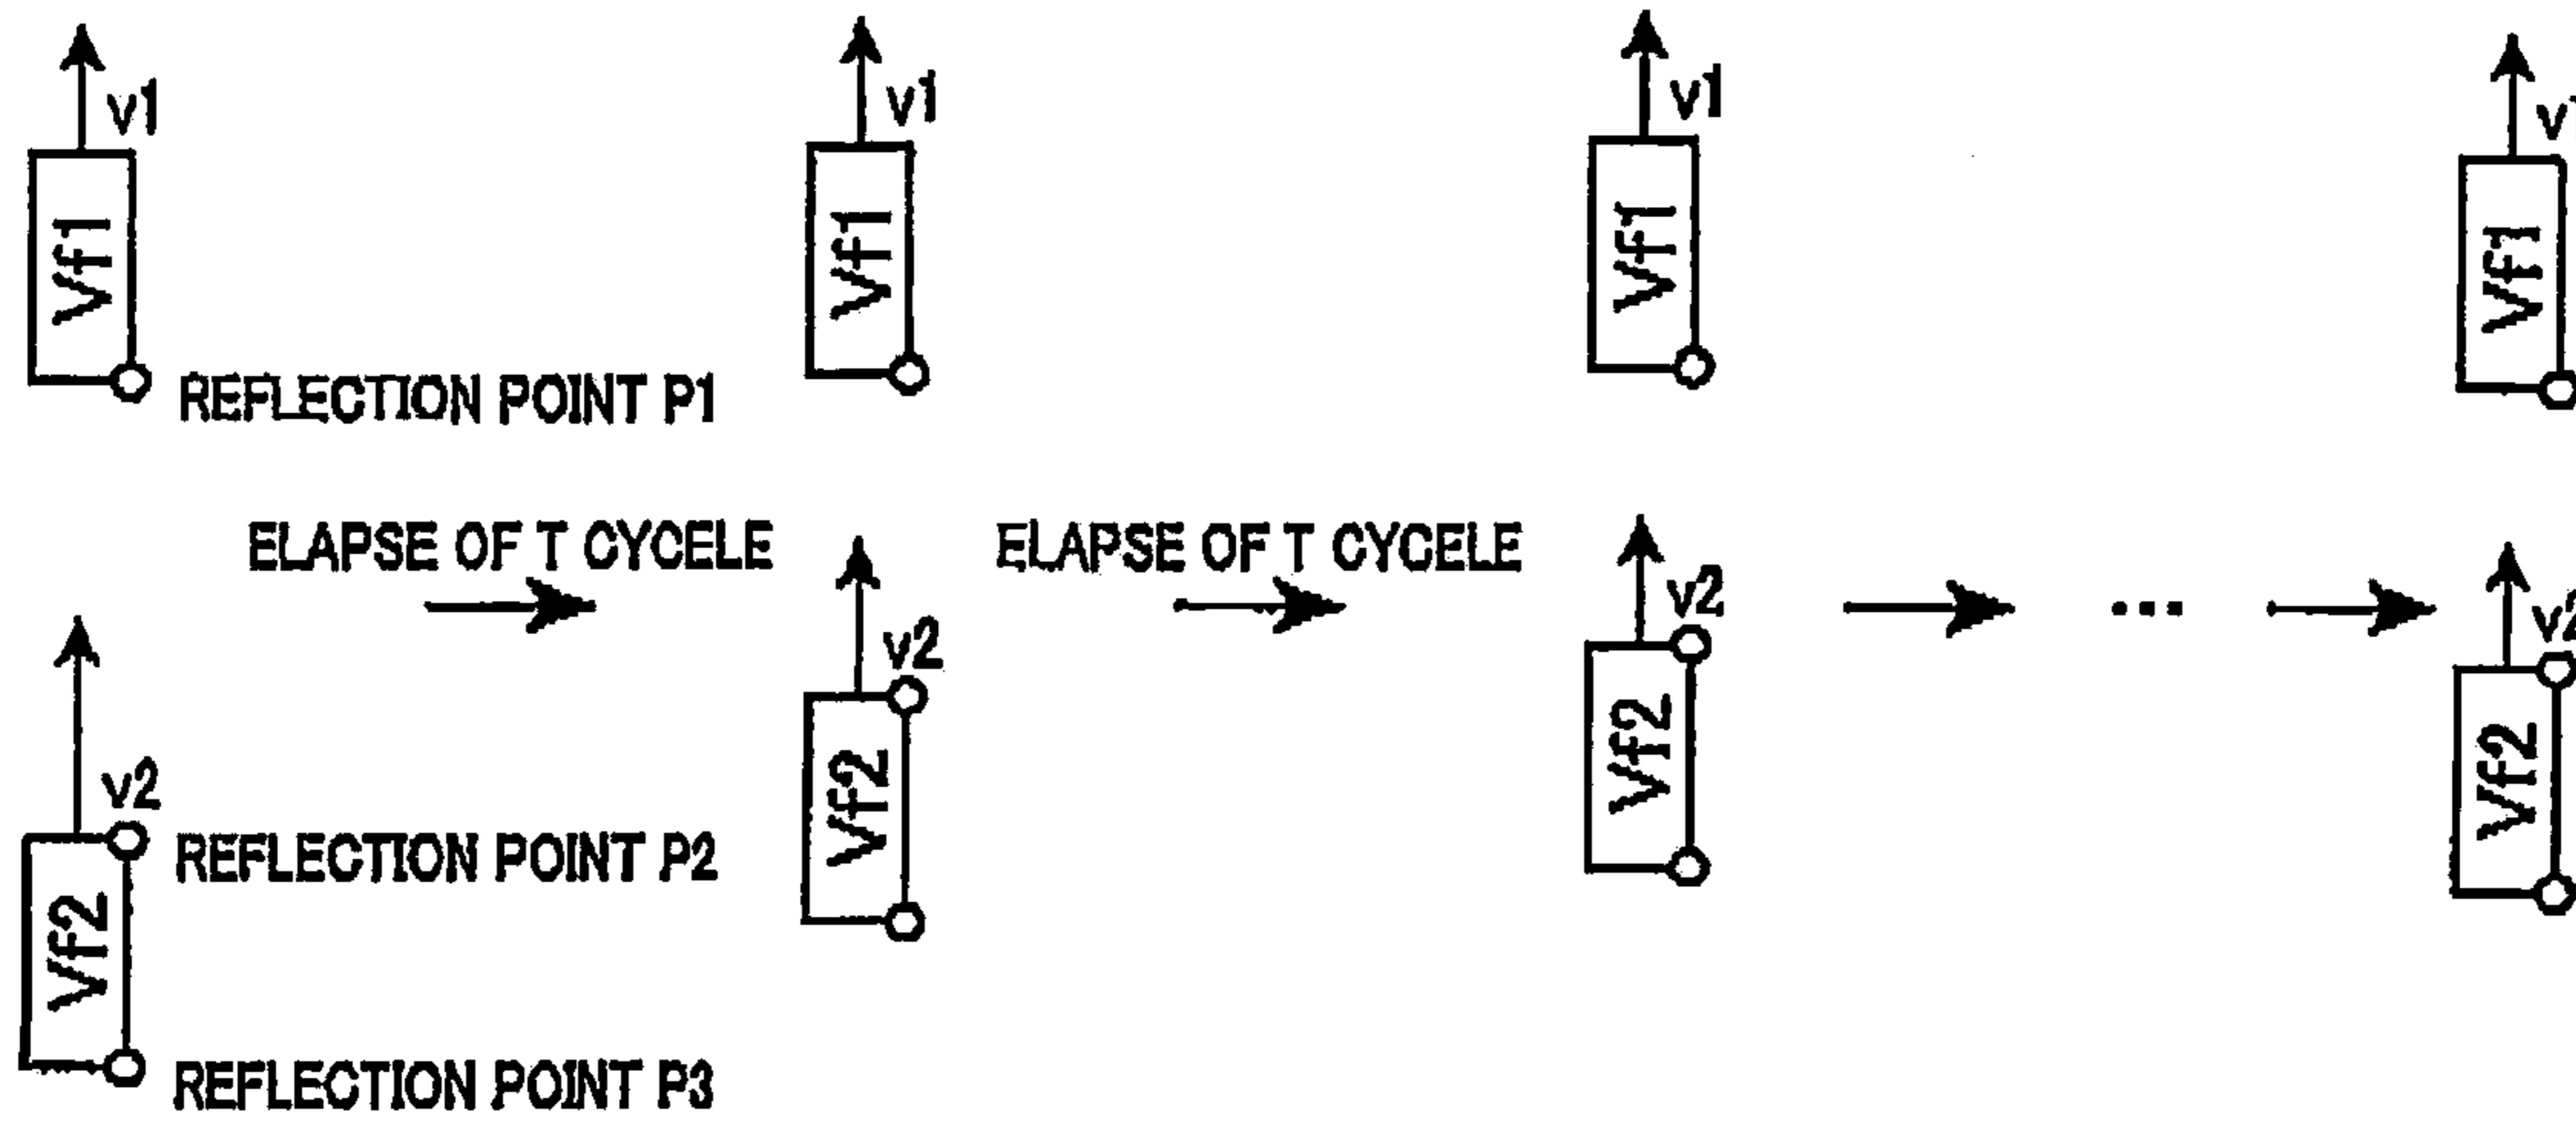 v1
v1
v1
Vf1
Vf1
Vf1
Vf1
REFLECTION POINT P1
ELAPSE OF T CYCELE
ELAPSE OF T CYCELE
v2
v2
v2
Vf2
Vf2
Vf2
Vf2
REFLECTION POINT P2
...
REFLECTION POINT P3